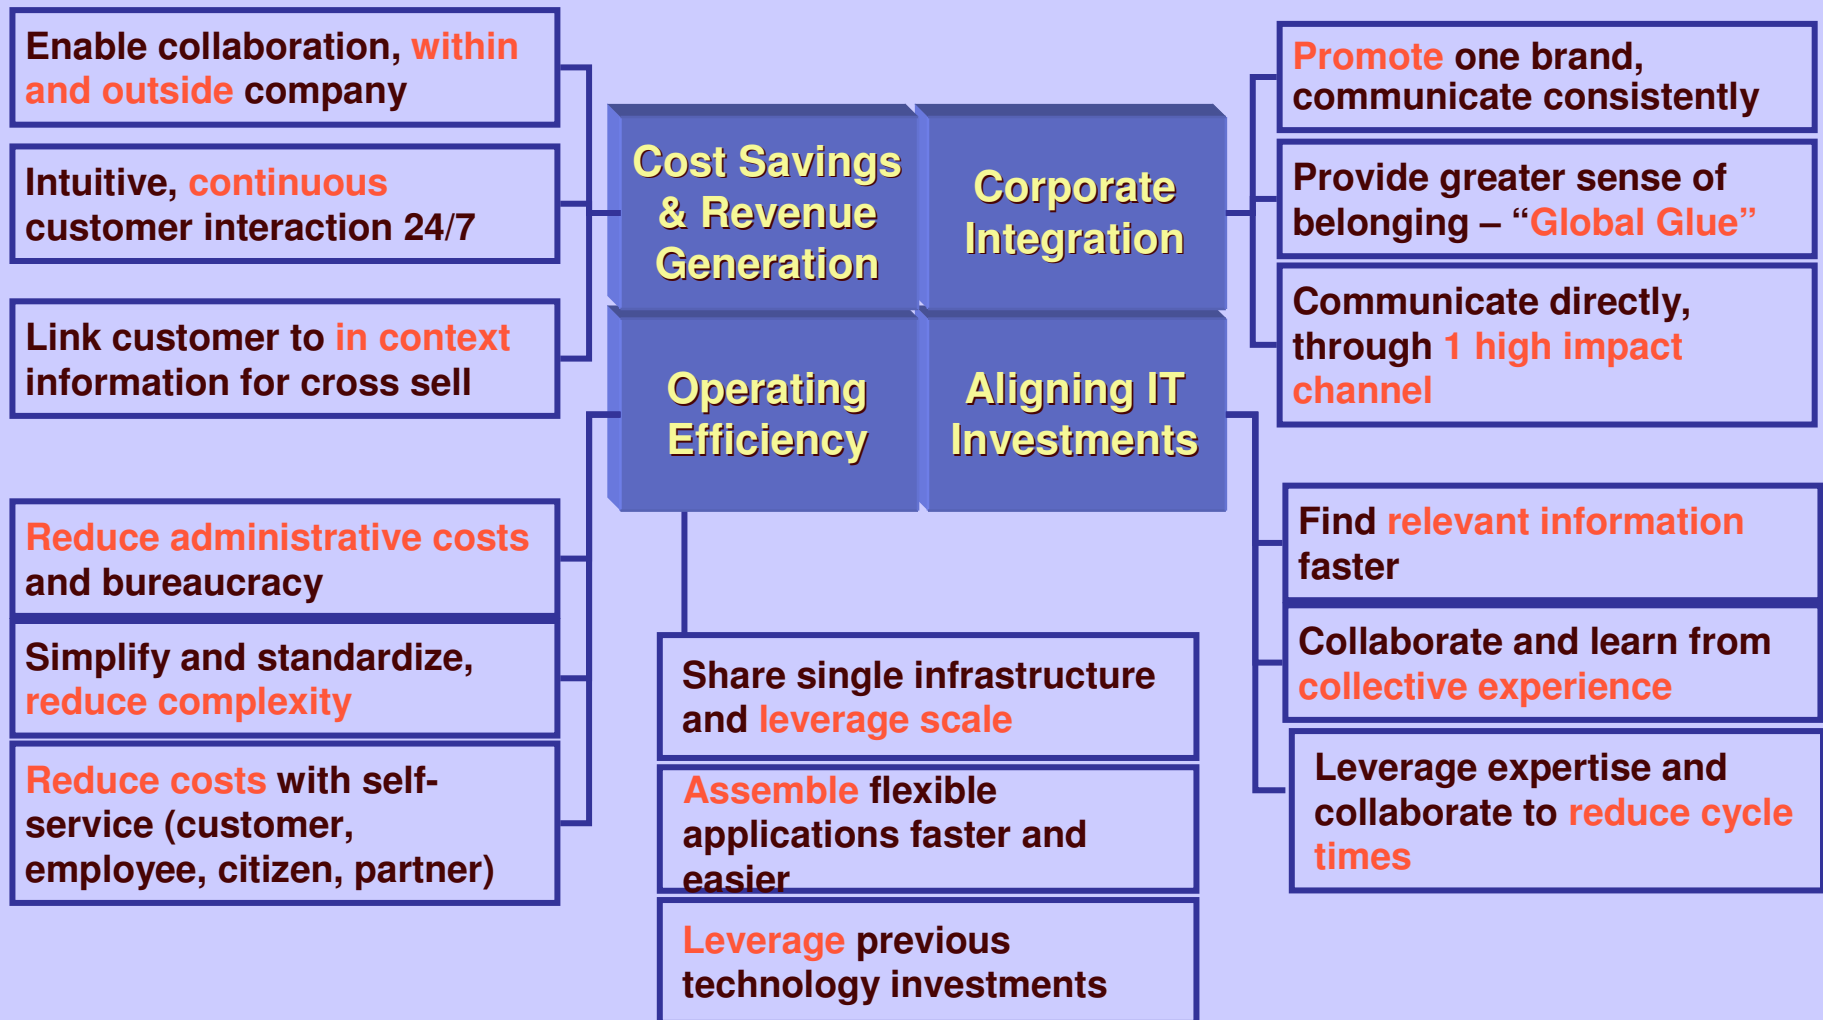 Enable collaboration, within
and outside company
Intuitive, continuous
customer interaction 24/7
Link customer to in context
information for cross sell
Cost Savings
& Revenue
Generation
Corporate
Integration
Operating
Efficiency
Aligning IT
Investments
Promote one brand,
communicate consistently
Provide greater sense of
belonging – “Global Glue”
Communicate directly,
through 1 high impact
channel
Reduce administrative costs
and bureaucracy
Simplify and standardize,
reduce complexity
Reduce costs with self-
service (customer,
employee, citizen, partner)
Share single infrastructure
and leverage scale
Assemble flexible
applications faster and
easier
Leverage previous
technology investments
Find relevant information
faster
Collaborate and learn from
collective experience
Leverage expertise and
collaborate to reduce cycle
times